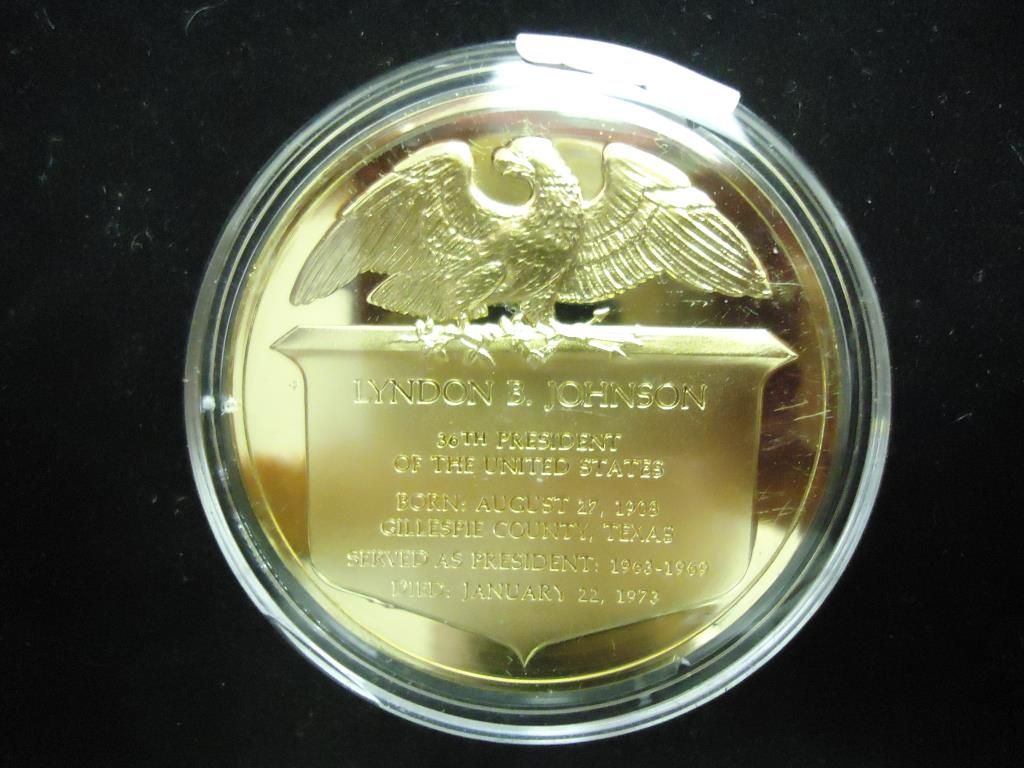 LYNDON B. JOHNSON
36TH PRESIDENT
OF THE UNITED STATES
BORN: AUGUST 27, 1908
GILLESPIE COUNTY, TEXAS
SERVED AS PRESIDENT: 1963-1969
DIED: JANUARY 22, 1973